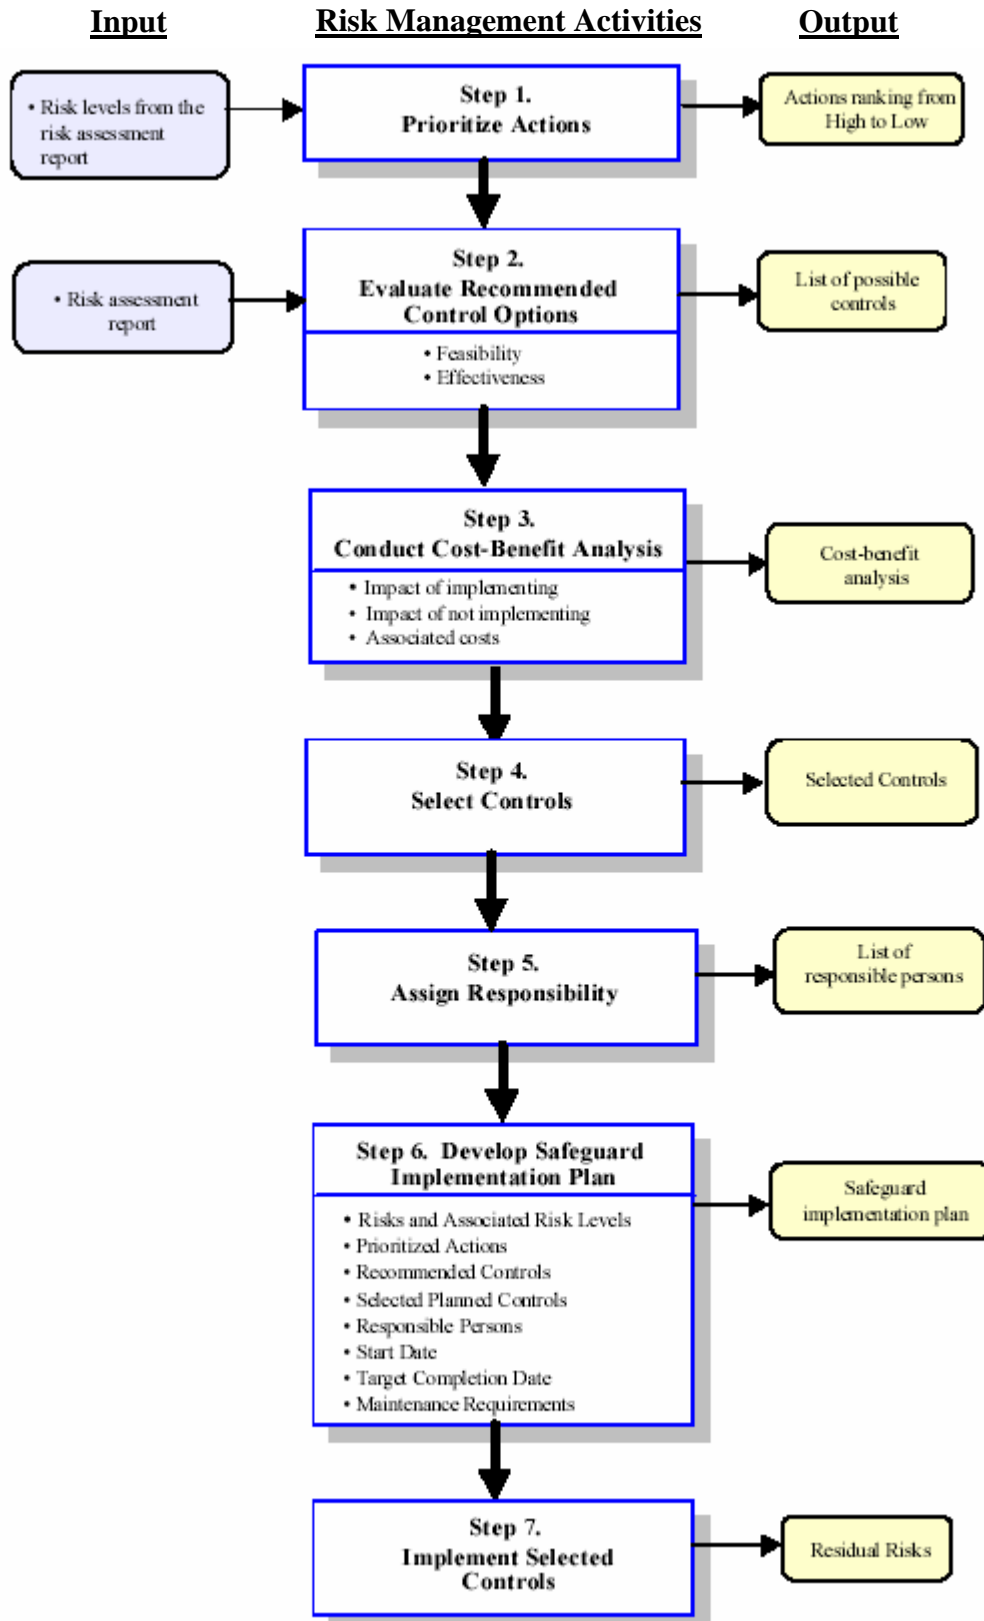 Input
Risk Management Activities
Output
• Risk levels from the
risk assessment
report
Step 1.
Prioritize Actions
Actions ranking from
High to Low
• Risk assessment
report
Step 2.
Evaluate Recommended
Control Options
• Feasibility
• Effectiveness
List of possible
controls
Step 3.
Conduct Cost-Benefit Analysis
• Impact of implementing
• Impact of not implementing
• Associated costs
Cost-benefit
analysis
Step 4.
Select Controls
Selected Controls
Step 5.
Assign Responsibility
List of
responsible persons
Step 6. Develop Safeguard
Implementation Plan
• Risks and Associated Risk Levels
• Prioritized Actions
• Recommended Controls
• Selected Planned Controls
• Responsible Persons
• Start Date
• Target Completion Date
• Maintenance Requirements
Safeguard
implementation plan
Step 7.
Implement Selected
Controls
Residual Risks